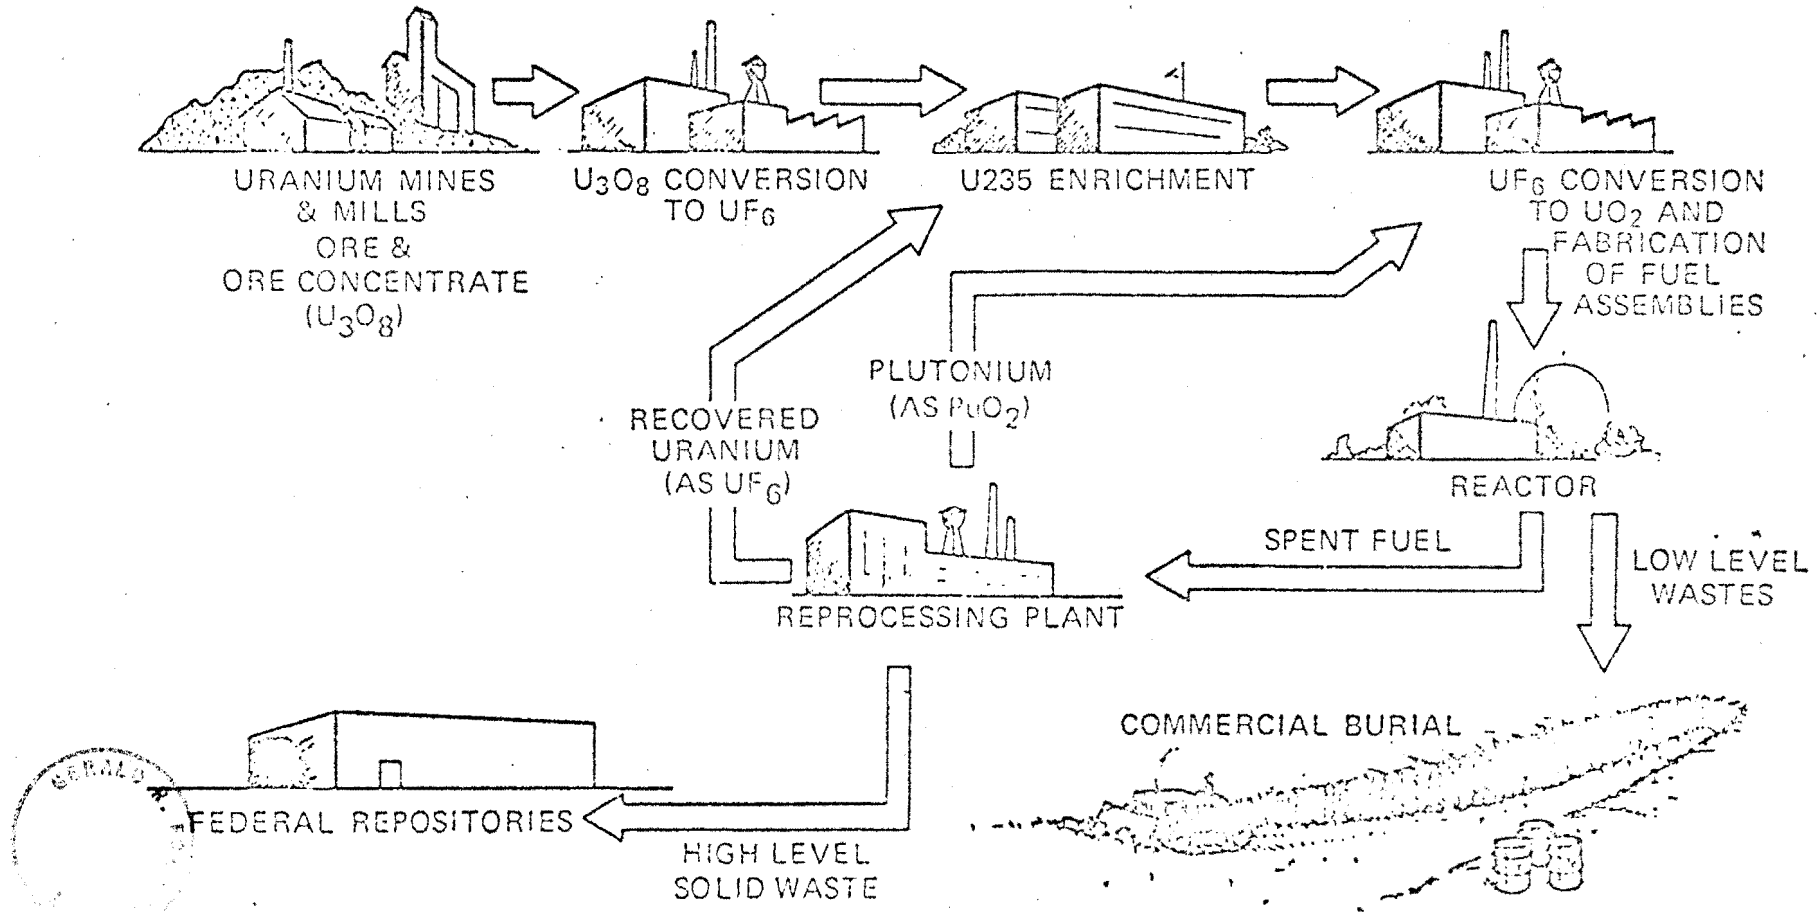 URANIUM MINES
& MILLS
ORE &
ORE CONCENTRATE
(U₃O₈)
U₃O₈ CONVERSION
TO UF₆
U235 ENRICHMENT
UF₆ CONVERSION
TO UO₂ AND
FABRICATION
OF FUEL
ASSEMBLIES
PLUTONIUM
(AS PuO₂)
RECOVERED
URANIUM
(AS UF₆)
REACTOR
SPENT FUEL
LOW LEVEL
WASTES
REPROCESSING PLANT
COMMERCIAL BURIAL
FEDERAL REPOSITORIES
HIGH LEVEL
SOLID WASTE
GERALD R.